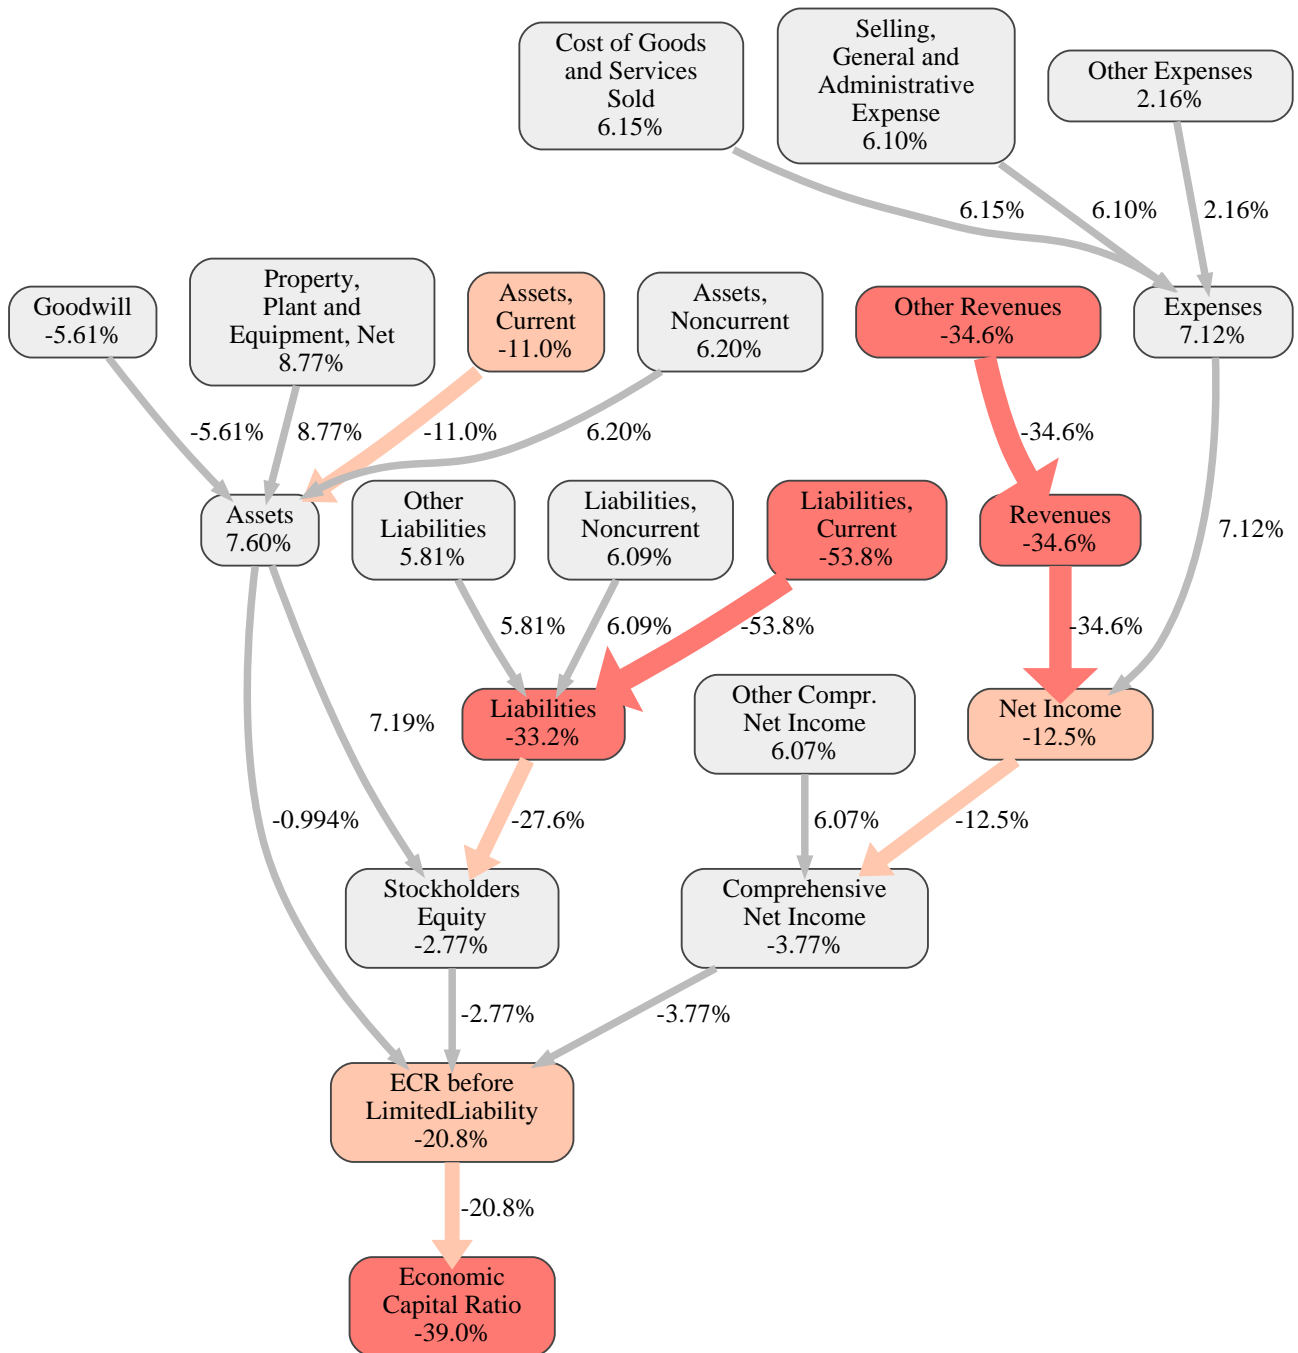 Cost of Goods
and Services
Sold
6.15%
Selling,
General and
Administrative
Expense
6.10%
Other Expenses
2.16%
6.15%
6.10%
2.16%
Goodwill
-5.61%
Property,
Plant and
Equipment, Net
8.77%
Assets,
Current
-11.0%
Assets,
Noncurrent
6.20%
Other Revenues
-34.6%
Expenses
7.12%
-5.61%
8.77%
-11.0%
6.20%
-34.6%
Assets
7.60%
Other
Liabilities
5.81%
Liabilities,
Noncurrent
6.09%
Liabilities,
Current
-53.8%
Revenues
-34.6%
7.12%
5.81%
6.09%
-53.8%
-34.6%
7.19%
Liabilities
-33.2%
Other Compr.
Net Income
6.07%
Net Income
-12.5%
-0.994%
-27.6%
6.07%
-12.5%
Stockholders
Equity
-2.77%
Comprehensive
Net Income
-3.77%
-2.77%
-3.77%
ECR before
LimitedLiability
-20.8%
-20.8%
Economic
Capital Ratio
-39.0%